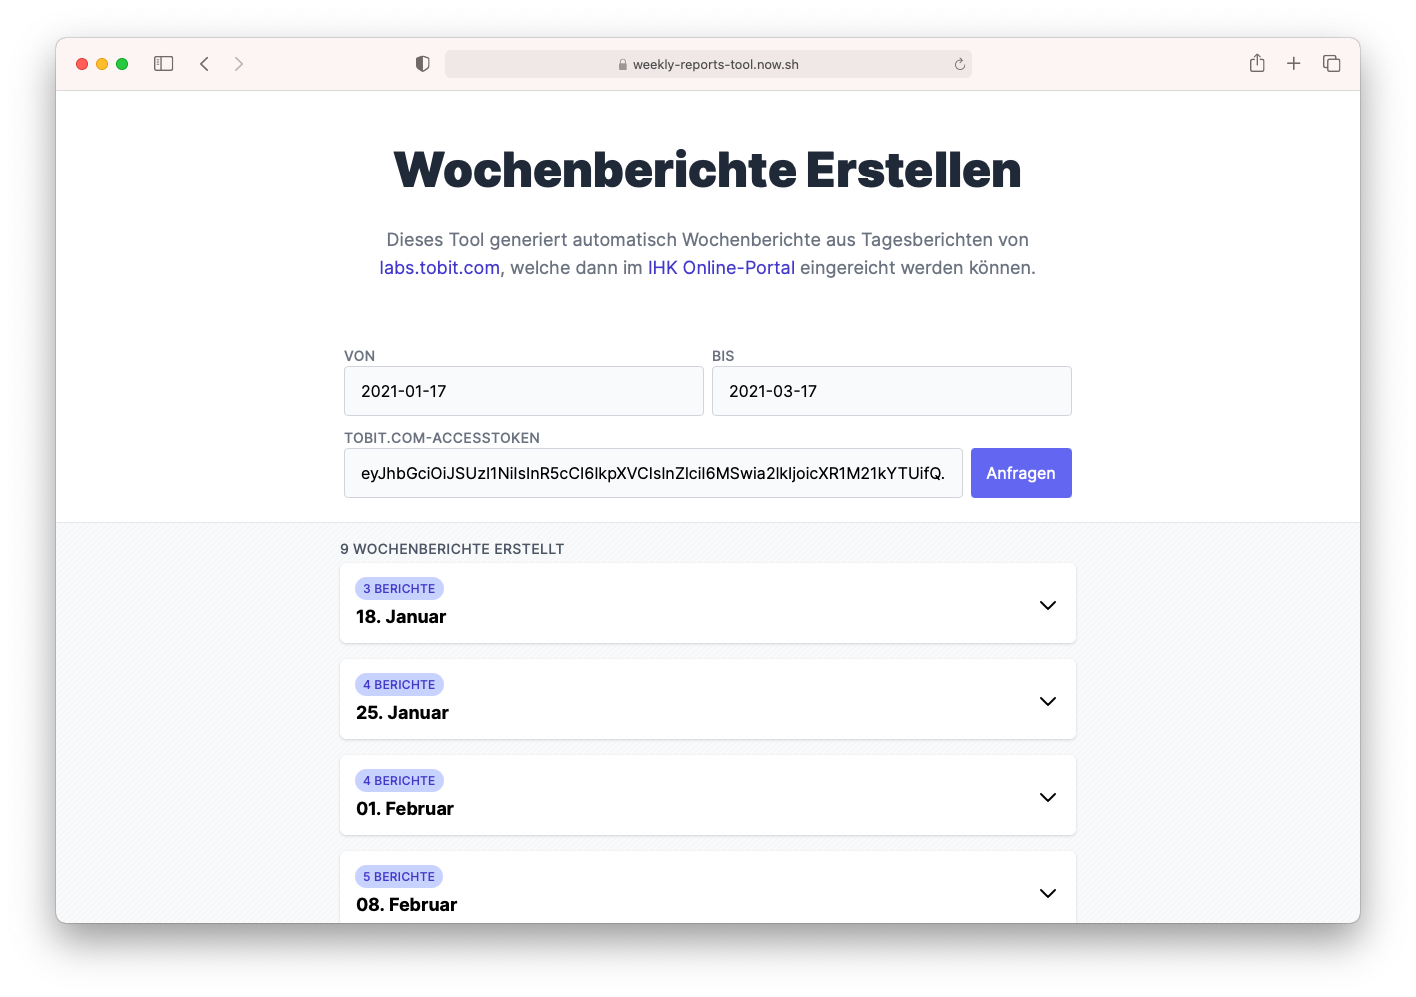 weekly-reports-tool.now.sh
Wochenberichte Erstellen
Dieses Tool generiert automatisch Wochenberichte aus Tagesberichten von
labs.tobit.com, welche dann im IHK Online-Portal eingereicht werden können.
VON
BIS
2021-01-17
2021-03-17
TOBIT.COM-ACCESSTOKEN
eyJhbGciOiJSUzI1NiIsInR5cCI6IkpXVCIsInZlciI6MSwia2lkIjoicXR1M21kYTUifQ.
Anfragen
9 WOCHENBERICHTE ERSTELLT
3 BERICHTE
18. Januar
4 BERICHTE
25. Januar
4 BERICHTE
01. Februar
5 BERICHTE
08. Februar